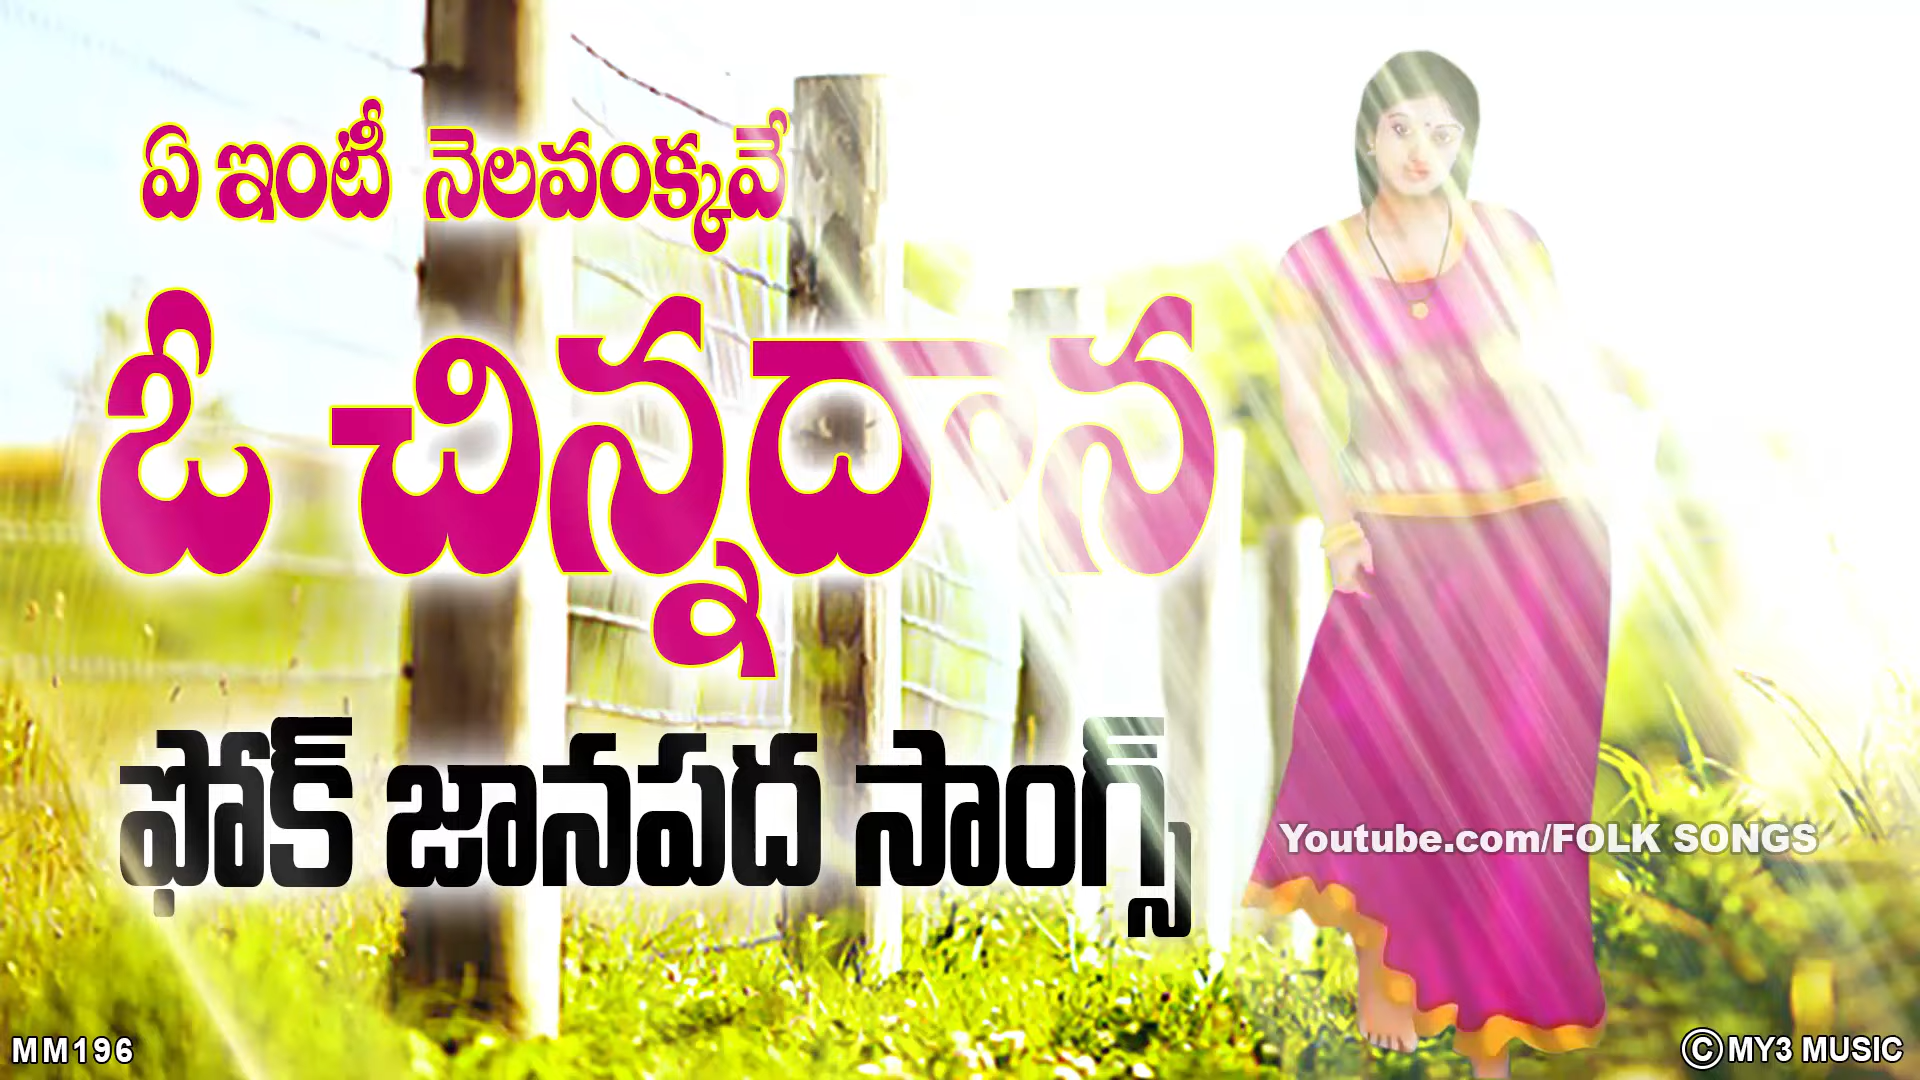 ఏ ఇంటీ నెలవంక్కవే
ఓ చిన్నదాన
ఫోక్ జానపద సాంగ్స్
Youtube.com/FOLK SONGS
MM196
©MY3 MUSIC